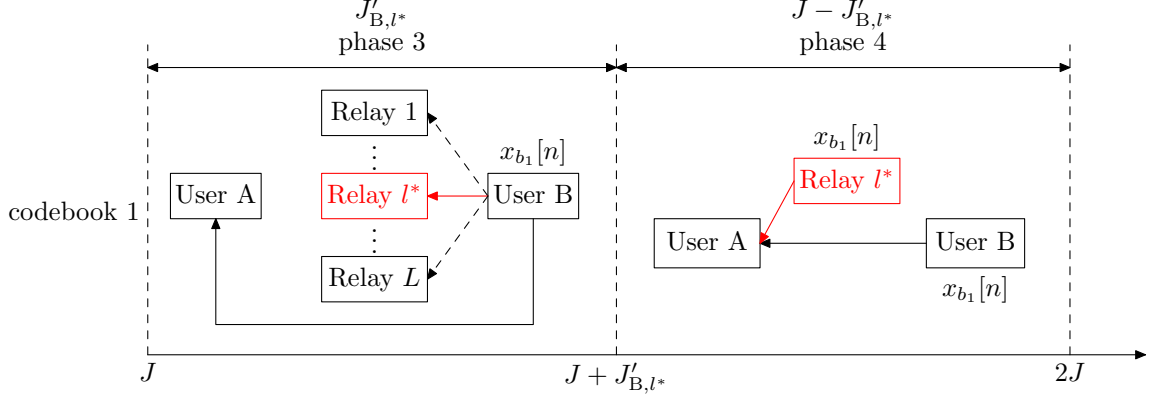 J′_{B,l*}
phase 3
J − J′_{B,l*}
phase 4
Relay 1
⋮
x_{b_1}[n]
codebook 1
User A
Relay l*
User B
⋮
Relay L
x_{b_1}[n]
Relay l*
User A
User B
x_{b_1}[n]
J
J + J′_{B,l*}
2J